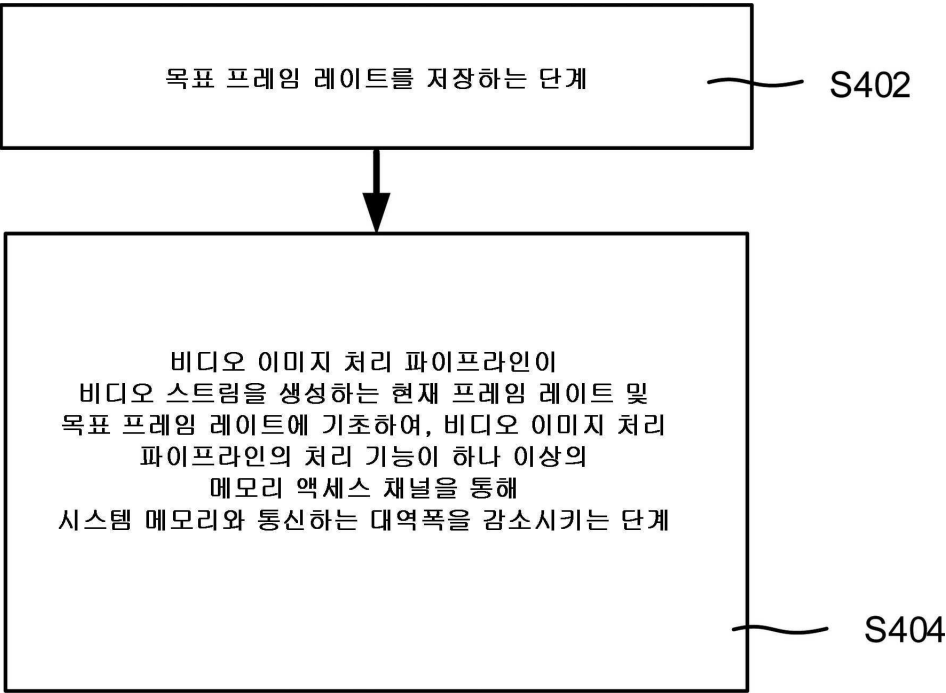 목표 프레임 레이트를 저장하는 단계
S402
비디오 이미지 처리 파이프라인이
비디오 스트림을 생성하는 현재 프레임 레이트 및
목표 프레임 레이트에 기초하여, 비디오 이미지 처리
파이프라인의 처리 기능이 하나 이상의
메모리 액세스 채널을 통해
시스템 메모리와 통신하는 대역폭을 감소시키는 단계
S404